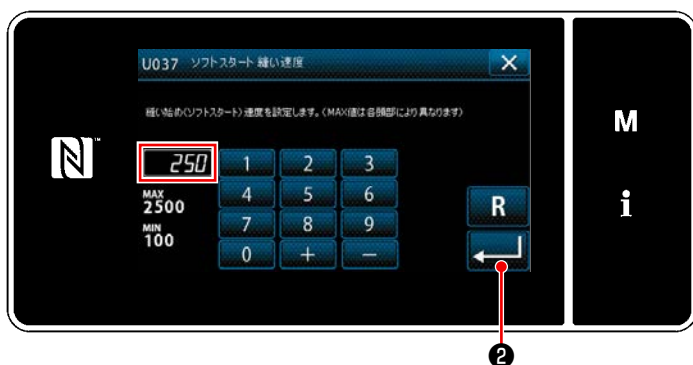 U037 ソフトスタート 縫い速度
縫い始め(ソフトスタート)速度を設定します。(MAX値は各頭部により異なります)
N™
250
1 2 3
MAX
2500
4 5 6
MIN
100
7 8 9
0 + −
R
M
i
❷